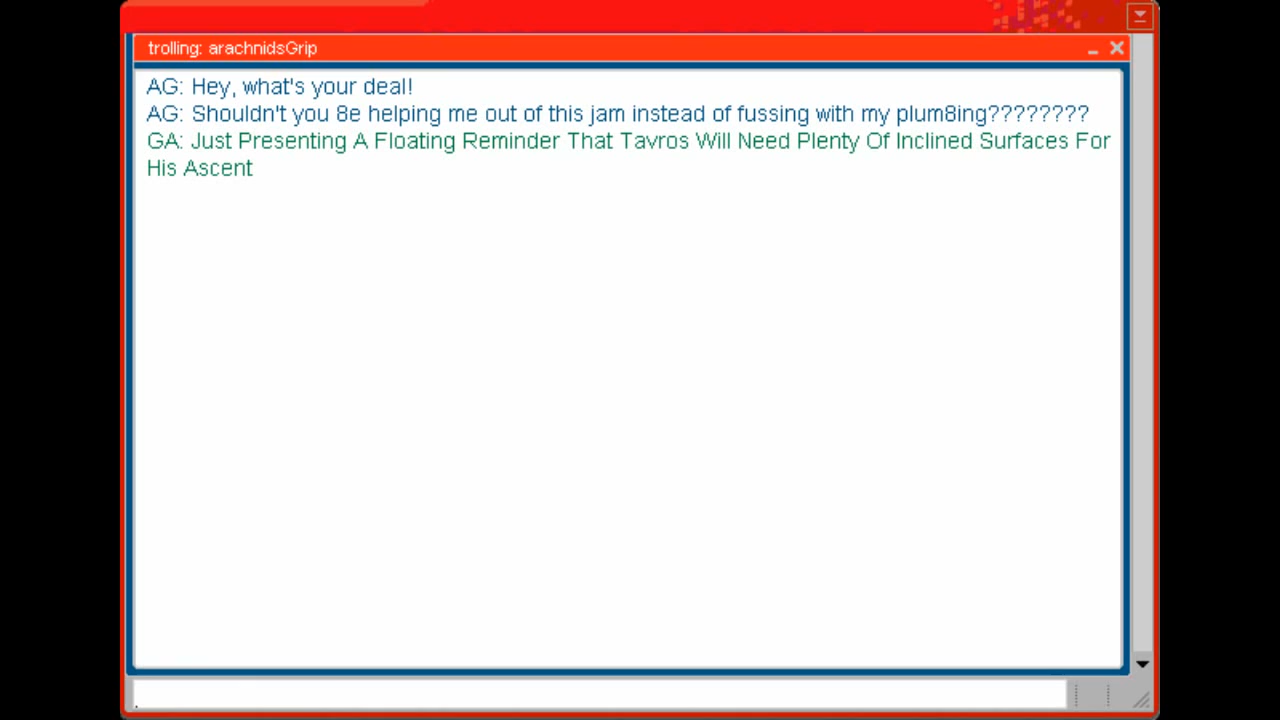 trolling: arachnidsGrip
AG: Hey, what's your deal!
AG: Shouldn't you 8e helping me out of this jam instead of fussing with my plum8ing????????
GA: Just Presenting A Floating Reminder That Tavros Will Need Plenty Of Inclined Surfaces For
His Ascent